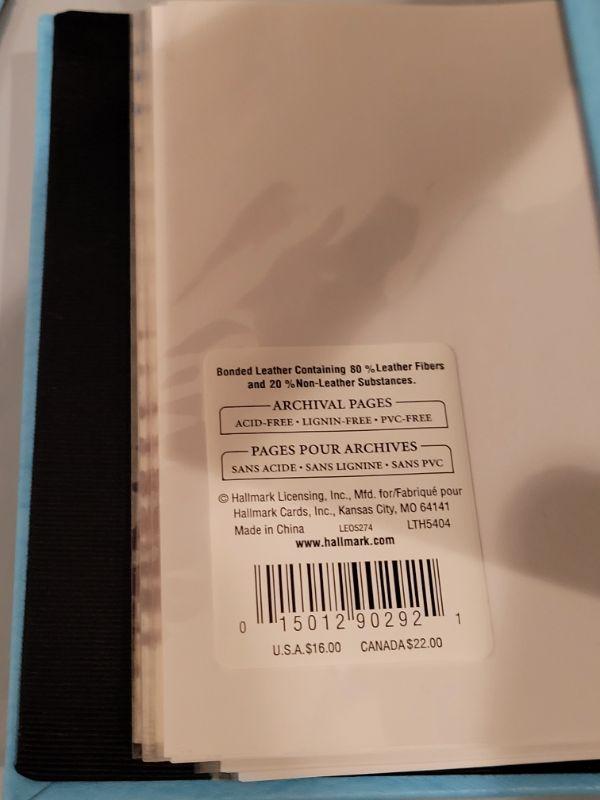 Bonded Leather Containing 80 %Leather Fibers
and 20 %Non-Leather Substances.
ARCHIVAL PAGES
ACID-FREE • LIGNIN-FREE • PVC-FREE
PAGES POUR ARCHIVES
SANS ACIDE • SANS LIGNINE • SANS PVC
© Hallmark Licensing, Inc., Mfd. for/Fabriqué pour
Hallmark Cards, Inc., Kansas City, MO 64141
Made in China LEOS274 LTH5404
www.hallmark.com
0 15012 90292 1
U.S.A.$16.00 CANADA$22.00